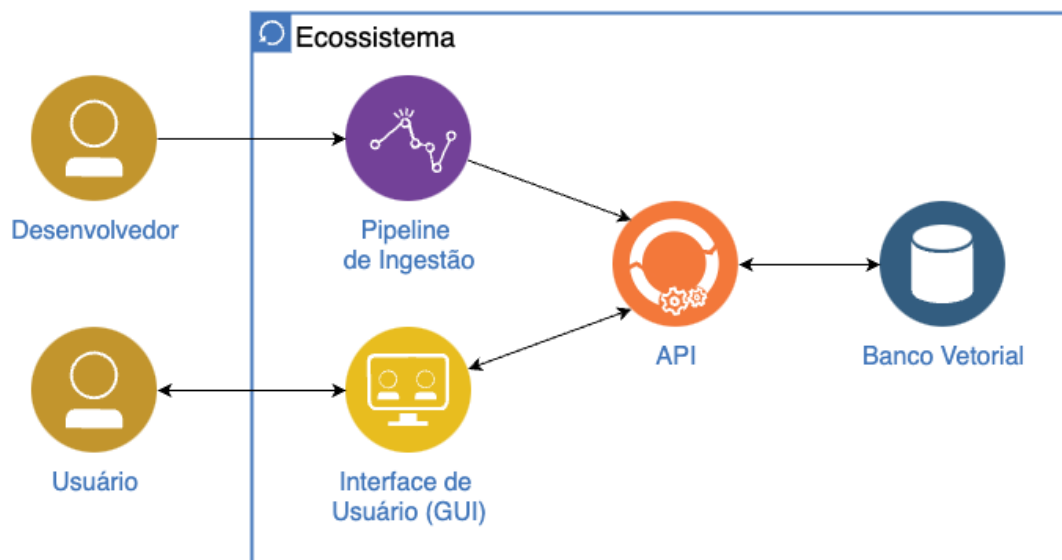 Ecossistema
Desenvolvedor
Pipeline
de Ingestão
API
Banco Vetorial
Usuário
Interface de
Usuário (GUI)